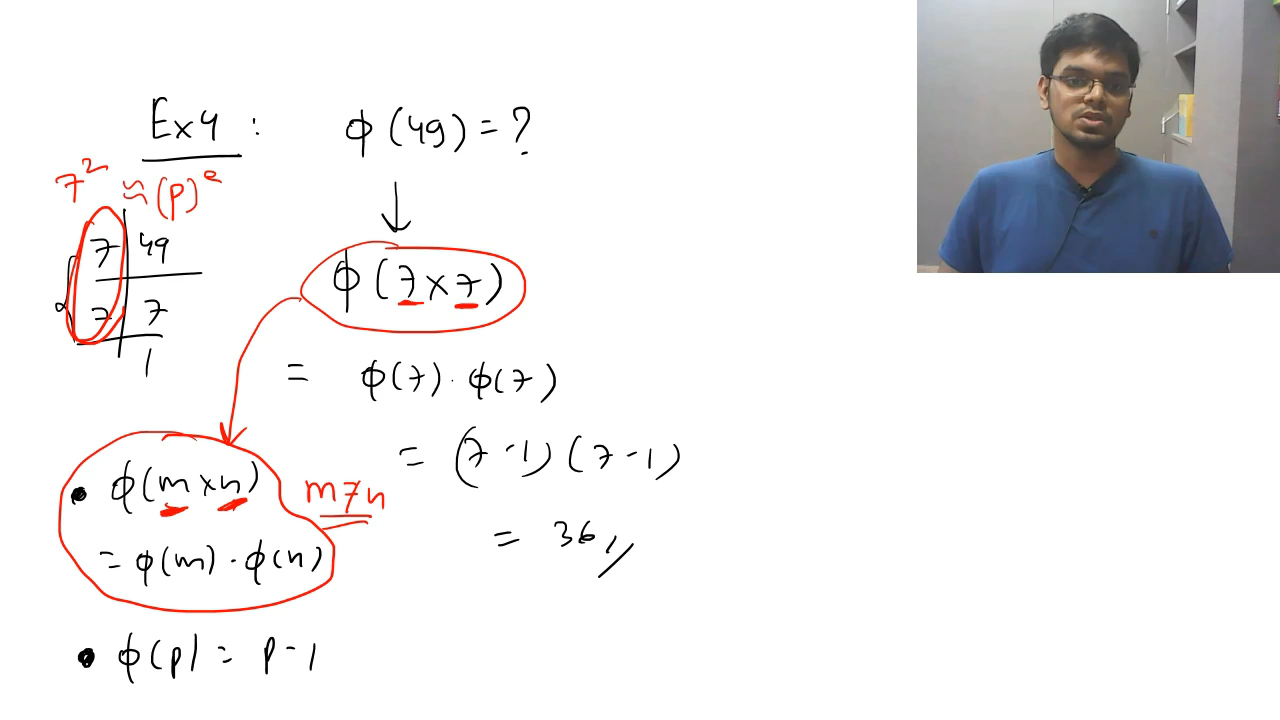 Ex4 : ϕ(49) = ?
7² ≈ (p)ᵉ
7 | 49
7 | 7
1
ϕ(7×7)
= ϕ(7) · ϕ(7)
= (7-1)(7-1)
= 36//
• ϕ(m×n)
= ϕ(m) · ϕ(n)
m≠n
• ϕ(p) = p-1